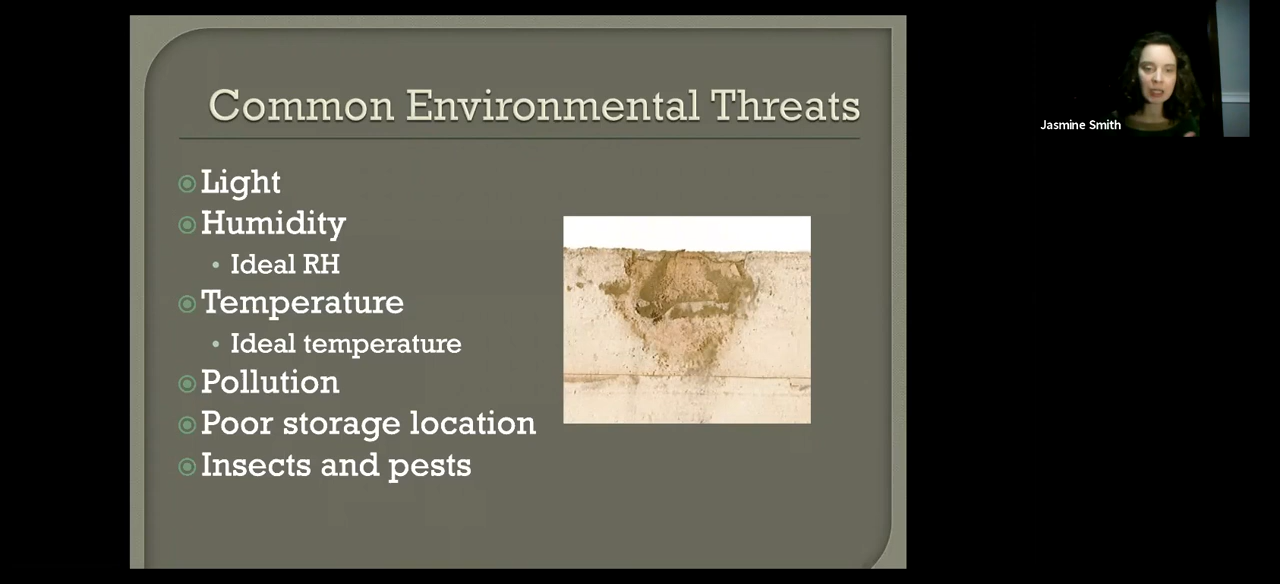 Common Environmental Threats
Light
Humidity
Ideal RH
Temperature
Ideal temperature
Pollution
Poor storage location
Insects and pests
Jasmine Smith